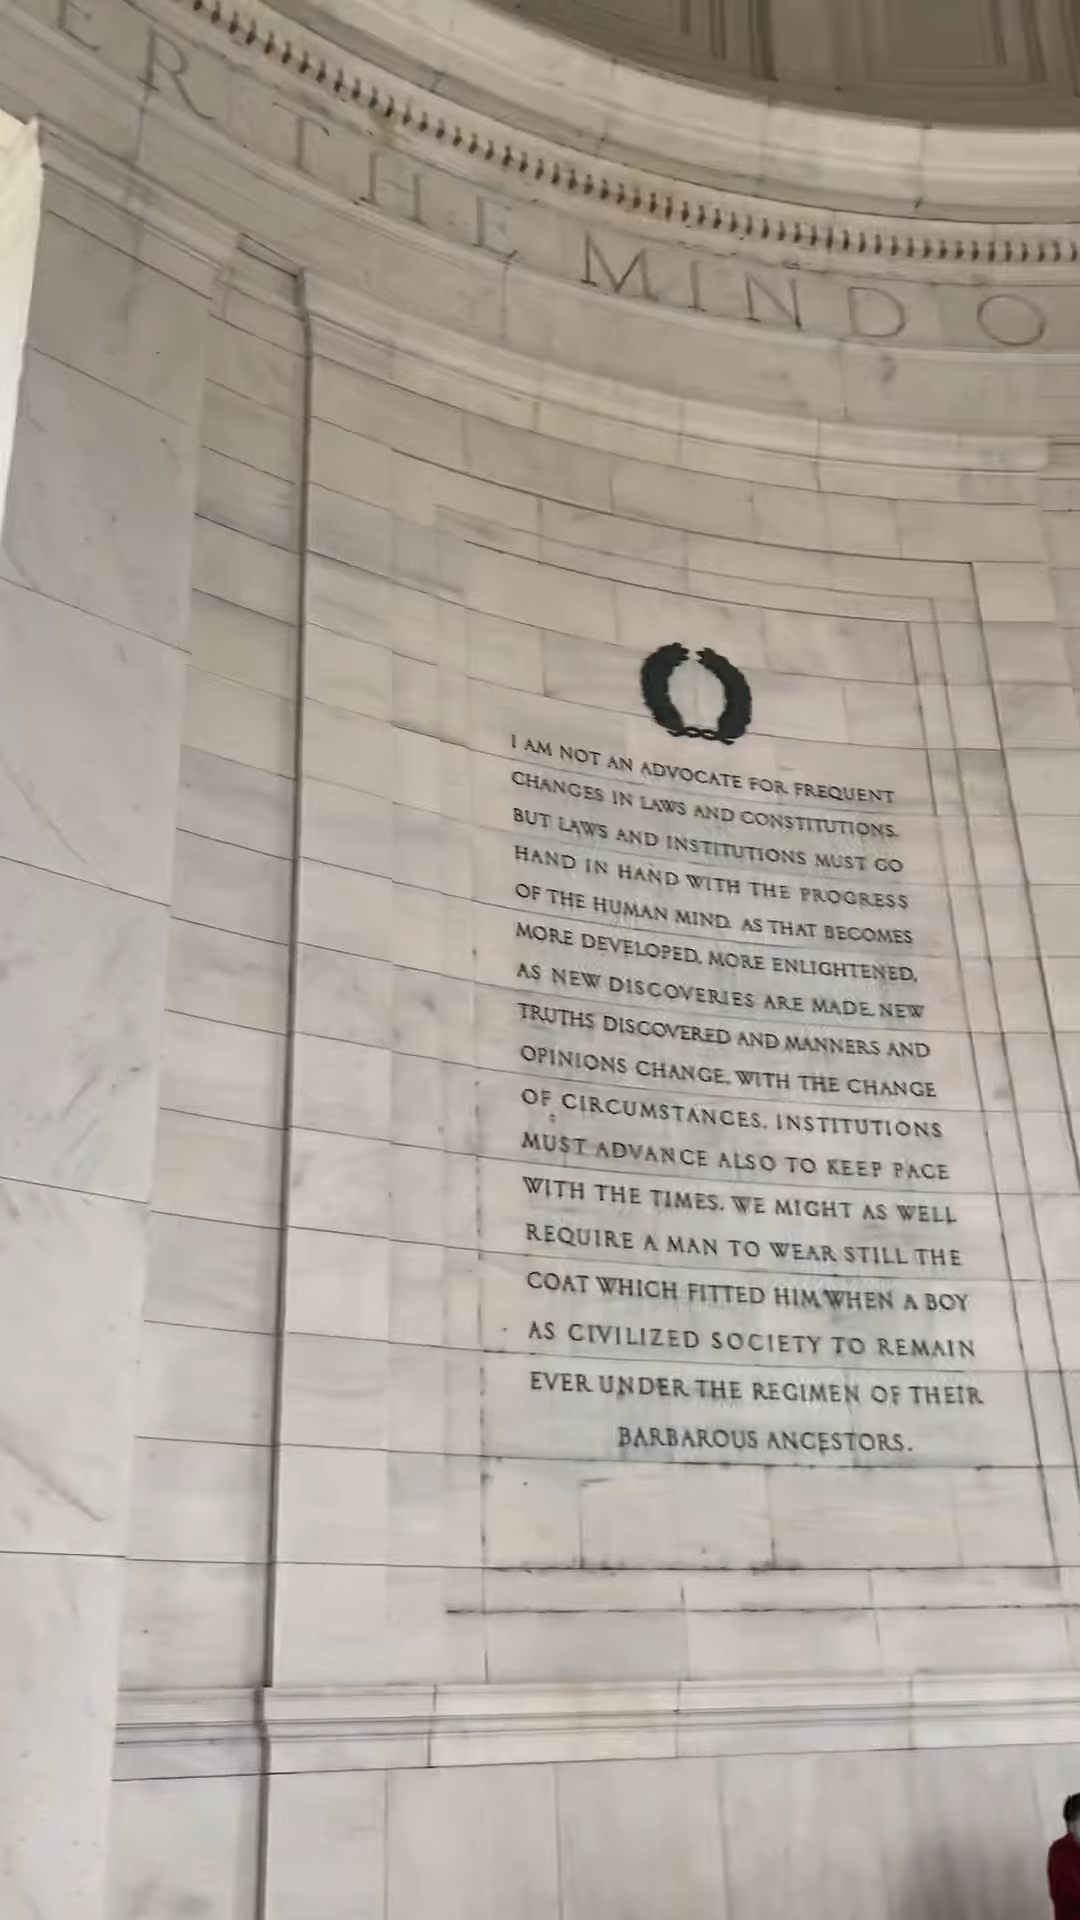 ER THE MIND O
I AM NOT AN ADVOCATE FOR FREQUENT
CHANGES IN LAWS AND CONSTITUTIONS.
BUT LAWS AND INSTITUTIONS MUST GO
HAND IN HAND WITH THE PROGRESS
OF THE HUMAN MIND. AS THAT BECOMES
MORE DEVELOPED, MORE ENLIGHTENED,
AS NEW DISCOVERIES ARE MADE, NEW
TRUTHS DISCOVERED AND MANNERS AND
OPINIONS CHANGE, WITH THE CHANGE
OF CIRCUMSTANCES, INSTITUTIONS
MUST ADVANCE ALSO TO KEEP PACE
WITH THE TIMES. WE MIGHT AS WELL
REQUIRE A MAN TO WEAR STILL THE
COAT WHICH FITTED HIM WHEN A BOY
AS CIVILIZED SOCIETY TO REMAIN
EVER UNDER THE REGIMEN OF THEIR
BARBAROUS ANCESTORS.